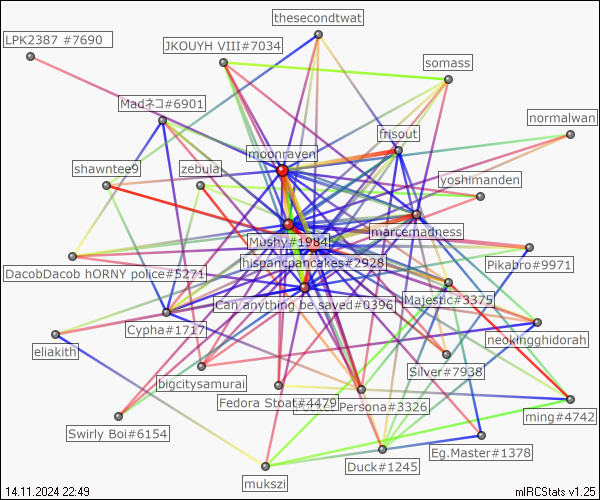 thesecondtwat
LPK2387 #7690
JKOUYH VIII#7034
somass
Madネコ#6901
normalwan
frisout
moonraven
shawntee9
zebulai
yoshimanden
marcemadness
Mushy#1984
hispanicpancakes#2928
Pikabro#9971
DacobDacob hORNY police#5271
Can anything be saved#0396
Majestic#3375
Cypha#1717
neokingghidorah
eliakith
Silver#7938
bigcitysamurai
Fedora Stoat#4479
Persona#3326
ming#4742
Swirly Boi#6154
Eg.Master#1378
Duck#1245
mukszi
14.11.2024 22:49
mIRCStats v1.25